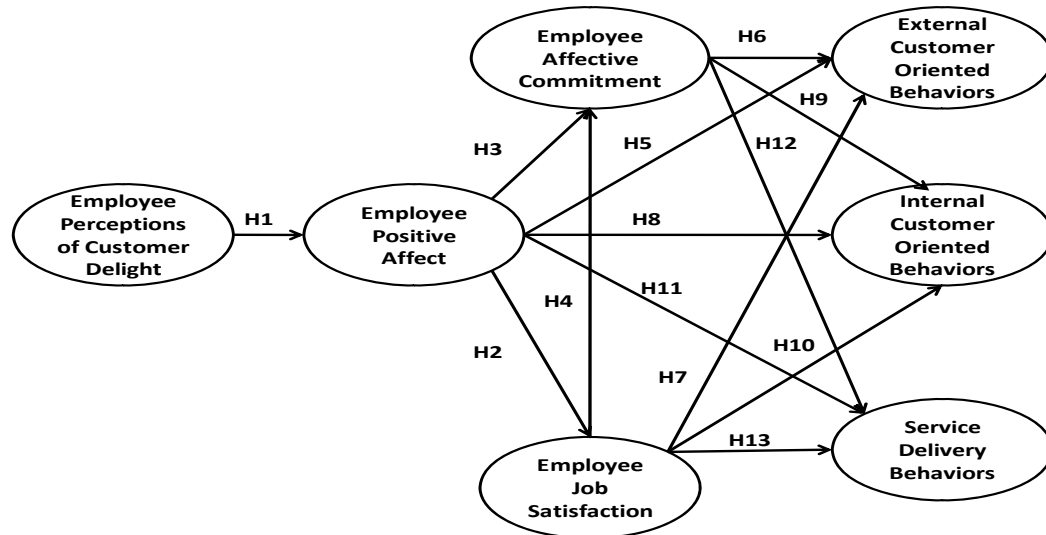 Employee
Affective
Commitment
H6
External
Customer
Oriented
Behaviors
H9
H3
H5
H12
Employee
Perceptions
of Customer
Delight
H1
Employee
Positive
Affect
H8
Internal
Customer
Oriented
Behaviors
H4
H11
H2
H7
H10
Employee
Job
Satisfaction
H13
Service
Delivery
Behaviors